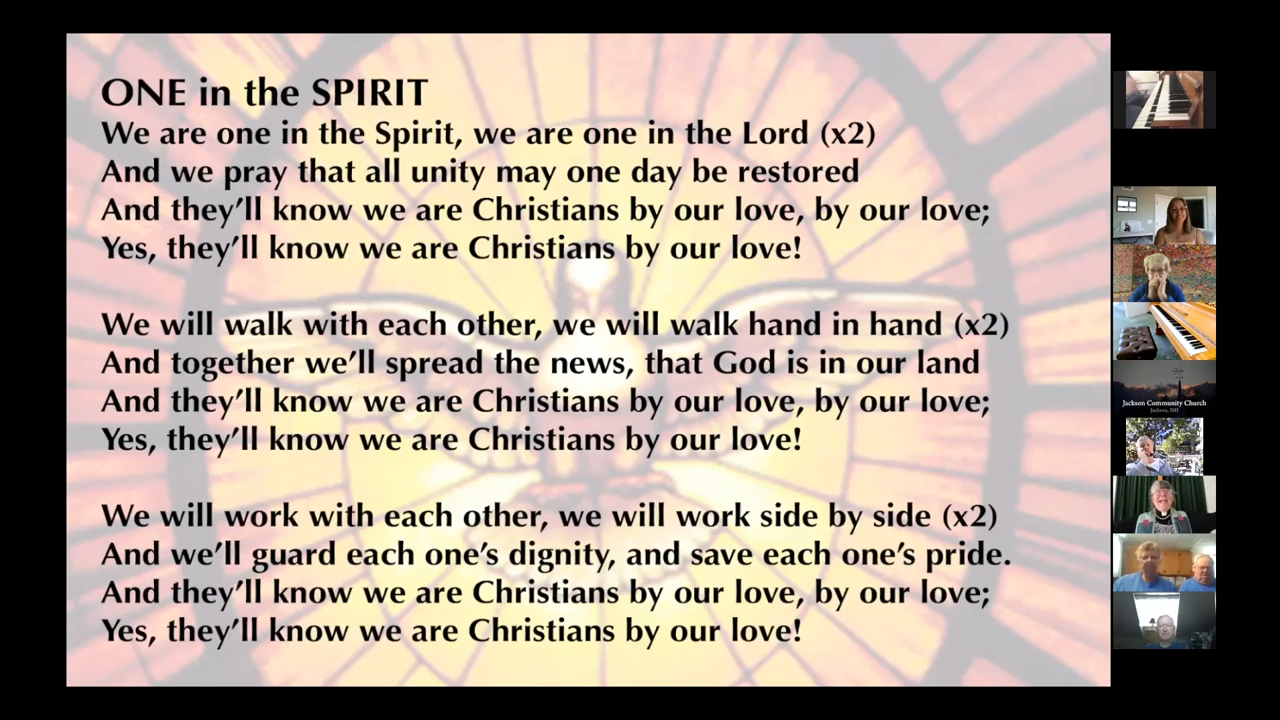 ONE in the SPIRIT
We are one in the Spirit, we are one in the Lord (x2)
And we pray that all unity may one day be restored
And they’ll know we are Christians by our love, by our love;
Yes, they’ll know we are Christians by our love!
We will walk with each other, we will walk hand in hand (x2)
And together we’ll spread the news, that God is in our land
And they’ll know we are Christians by our love, by our love;
Yes, they’ll know we are Christians by our love!
We will work with each other, we will work side by side (x2)
And we’ll guard each one’s dignity, and save each one’s pride.
And they’ll know we are Christians by our love, by our love;
Yes, they’ll know we are Christians by our love!
Jackson Community Church
Jackson, NH